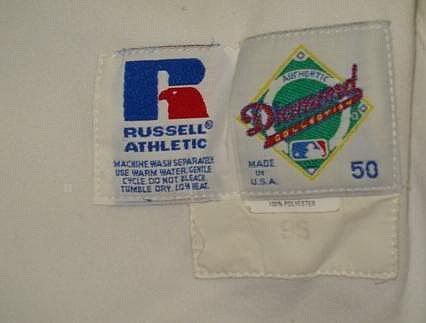 RUSSELL®
ATHLETIC
MACHINE WASH SEPARATELY
USE WARM WATER, GENTLE
CYCLE. DO NOT BLEACH.
TUMBLE DRY. LOW HEAT.
AUTHENTIC
Diamond
COLLECTION
MADE
IN
U.S.A.
50
100% POLYESTER
95